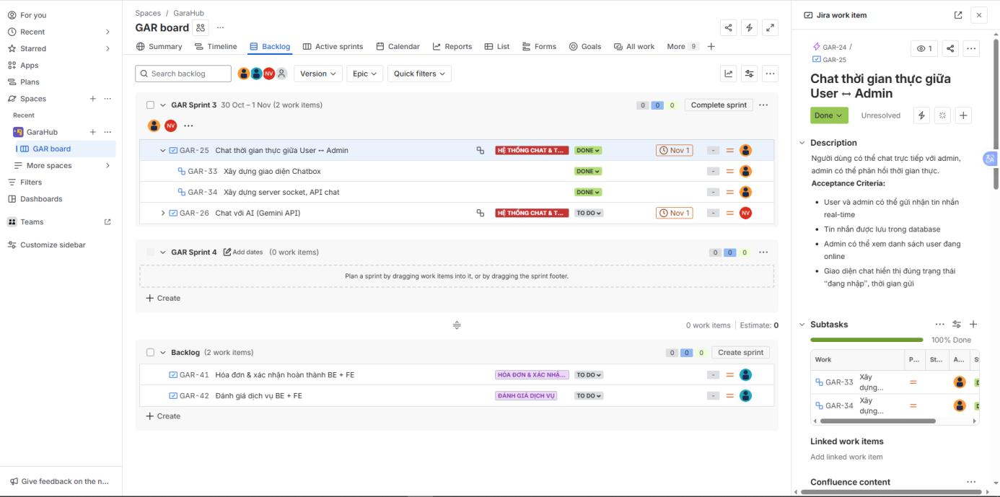 For you
Recent
Starred
Apps
Plans
Spaces
Recent
GaraHub
GAR board
More spaces
Filters
Dashboards
Teams
Customize sidebar
Give feedback on the n...
Spaces / GaraHub
GAR board
Summary Timeline Backlog Active sprints Calendar Reports List Forms Goals All work More 9
Search backlog NV Version Epic Quick filters
GAR Sprint 3 30 Oct – 1 Nov (2 work items) 0 0 0 Complete sprint
NV
GAR-25 Chat thời gian thực giữa User ↔ Admin HỆ THỐNG CHAT & T... DONE Nov 1 -
GAR-33 Xây dựng giao diện Chatbox DONE -
GAR-34 Xây dựng server socket, API chat DONE -
GAR-26 Chat với AI (Gemini API) HỆ THỐNG CHAT & T... TO DO Nov 1 - NV
GAR Sprint 4 Add dates (0 work items) 0 0 0
Plan a sprint by dragging work items into it, or by dragging the sprint footer.
Create
0 work items Estimate: 0
Backlog (2 work items) 0 0 0 Create sprint
GAR-41 Hóa đơn & xác nhận hoàn thành BE + FE HÓA ĐƠN & XÁC NHẬ... TO DO -
GAR-42 Đánh giá dịch vụ BE + FE ĐÁNH GIÁ DỊCH VỤ TO DO -
Create
Jira work item
GAR-24 /
GAR-25
1
Chat thời gian thực giữa
User ↔ Admin
Done Unresolved
Description
Người dùng có thể chat trực tiếp với admin,
admin có thể phản hồi thời gian thực.
Acceptance Criteria:
• User và admin có thể gửi nhận tin nhắn
real-time
• Tin nhắn được lưu trong database
• Admin có thể xem danh sách user đang
online
• Giao diện chat hiển thị đúng trạng thái
“đang nhập”, thời gian gửi
Subtasks
100% Done
Work P... St... A... S
GAR-33 Xây
dựng...
GAR-34 Xây
dựng...
Linked work items
Add linked work item
Confluence content